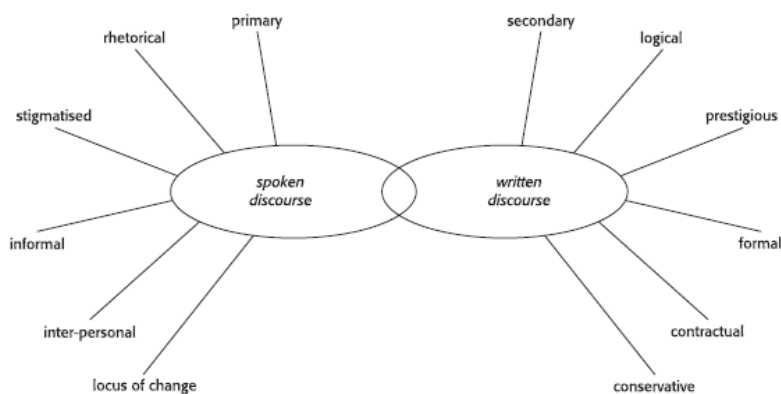 primary
secondary
rhetorical
logical
stigmatised
prestigious
spoken
discourse
written
discourse
informal
formal
inter-personal
contractual
locus of change
conservative